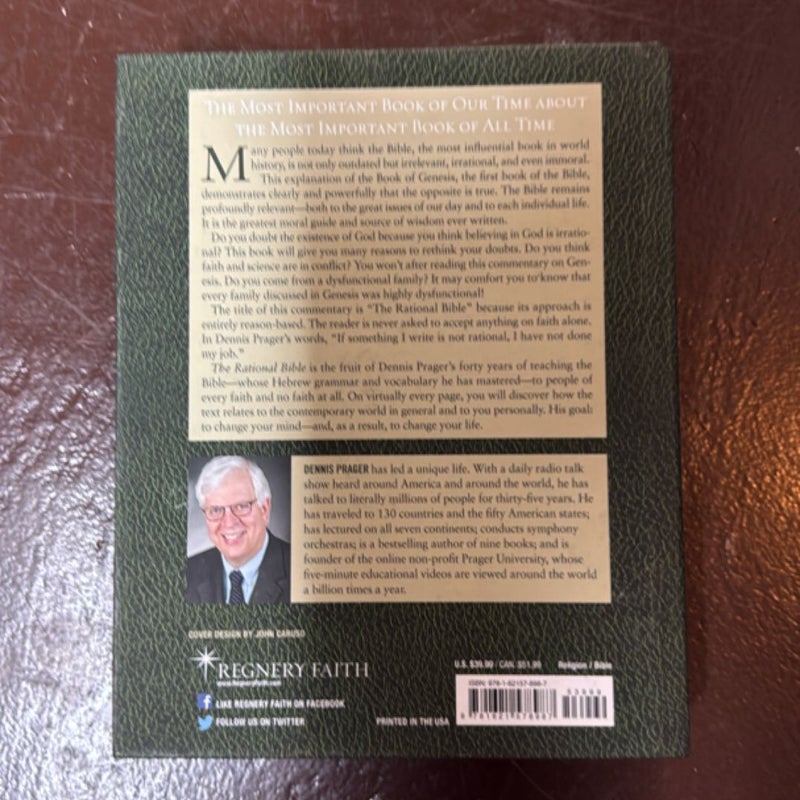 THE MOST IMPORTANT BOOK OF OUR TIME ABOUT
THE MOST IMPORTANT BOOK OF ALL TIME
Many people today think the Bible, the most influential book in world
history, is not only outdated but irrelevant, irrational, and even immoral.
This explanation of the Book of Genesis, the first book of the Bible,
demonstrates clearly and powerfully that the opposite is true. The Bible remains
profoundly relevant—both to the great issues of our day and to each individual life.
It is the greatest moral guide and source of wisdom ever written.
Do you doubt the existence of God because you think believing in God is irratio-
nal? This book will give you many reasons to rethink your doubts. Do you think
faith and science are in conflict? You won't after reading this commentary on Gen-
esis. Do you come from a dysfunctional family? It may comfort you to know that
every family discussed in Genesis was highly dysfunctional!
The title of this commentary is "The Rational Bible" because its approach is
entirely reason-based. The reader is never asked to accept anything on faith alone.
In Dennis Prager's words, "If something I write is not rational, I have not done
my job."
The Rational Bible is the fruit of Dennis Prager's forty years of teaching the
Bible—whose Hebrew grammar and vocabulary he has mastered—to people of
every faith and no faith at all. On virtually every page, you will discover how the
text relates to the contemporary world in general and to you personally. His goal:
to change your mind—and, as a result, to change your life.
DENNIS PRAGER has led a unique life. With a daily radio talk
show heard around America and around the world, he has
talked to literally millions of people for thirty-five years. He
has traveled to 130 countries and the fifty American states;
has lectured on all seven continents; conducts symphony
orchestras; is a bestselling author of nine books; and is
founder of the online non-profit Prager University, whose
five-minute educational videos are viewed around the world
a billion times a year.
COVER DESIGN BY JOHN CARUSO
REGNERY FAITH
www.RegneryFaith.com
LIKE REGNERY FAITH ON FACEBOOK
FOLLOW US ON TWITTER
PRINTED IN THE USA
U.S. $39.99 / CAN. $51.99 Religion / Bible
ISBN: 978-1-62157-898-7
53999
9 781621 578987